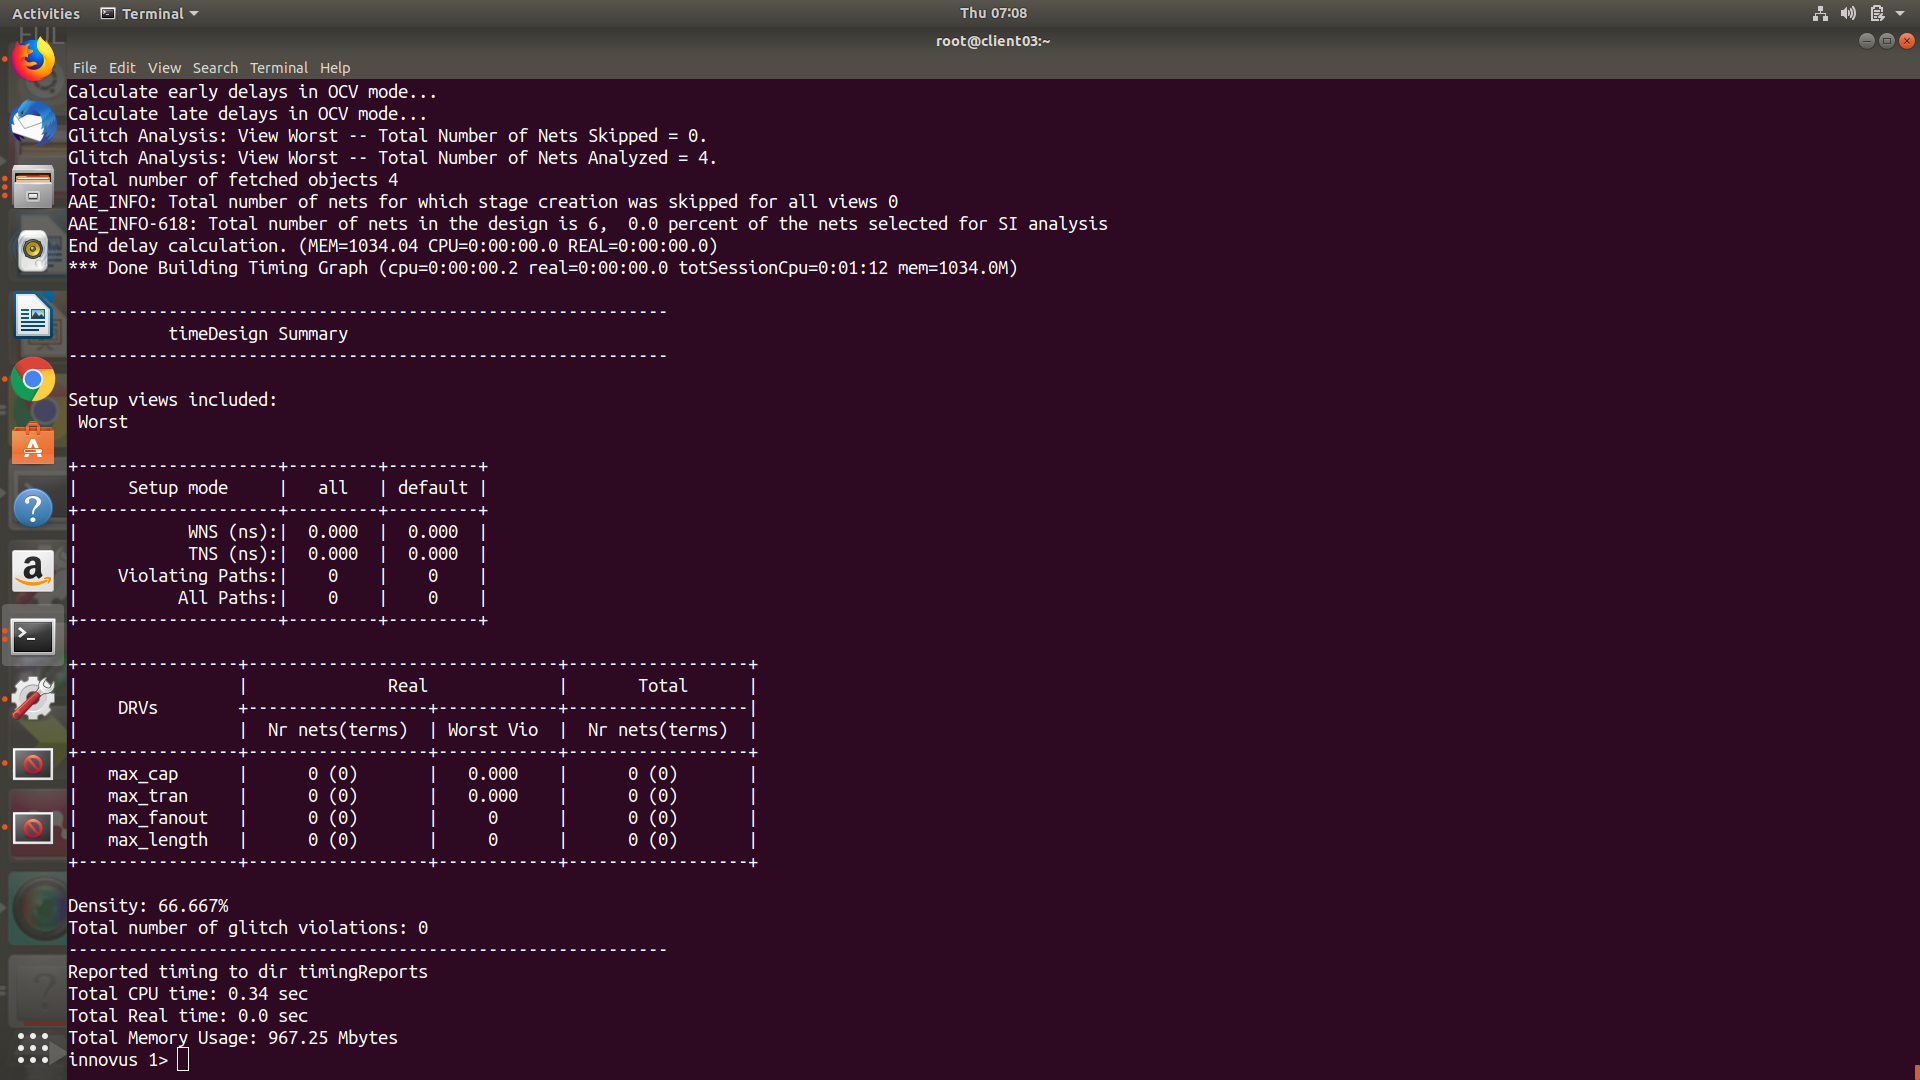 Activities Terminal Thu 07:08
root@client03:~
File Edit View Search Terminal Help
Calculate early delays in OCV mode...
Calculate late delays in OCV mode...
Glitch Analysis: View Worst -- Total Number of Nets Skipped = 0.
Glitch Analysis: View Worst -- Total Number of Nets Analyzed = 4.
Total number of fetched objects 4
AAE_INFO: Total number of nets for which stage creation was skipped for all views 0
AAE_INFO-618: Total number of nets in the design is 6,  0.0 percent of the nets selected for SI analysis
End delay calculation. (MEM=1034.04 CPU=0:00:00.0 REAL=0:00:00.0)
*** Done Building Timing Graph (cpu=0:00:00.2 real=0:00:00.0 totSessionCpu=0:01:12 mem=1034.0M)
------------------------------------------------------------
          timeDesign Summary
------------------------------------------------------------
Setup views included:
 Worst
+--------------------+---------+---------+
|     Setup mode     |   all   | default |
+--------------------+---------+---------+
|           WNS (ns):|  0.000  |  0.000  |
|           TNS (ns):|  0.000  |  0.000  |
|    Violating Paths:|    0    |    0    |
|          All Paths:|    0    |    0    |
+--------------------+---------+---------+
+----------------+-------------------------------+------------------+
|                |              Real             |       Total      |
|    DRVs        +------------------+------------+------------------|
|                |  Nr nets(terms)  | Worst Vio  |  Nr nets(terms)  |
+----------------+------------------+------------+------------------+
|   max_cap      |      0 (0)       |   0.000    |      0 (0)       |
|   max_tran     |      0 (0)       |   0.000    |      0 (0)       |
|   max_fanout   |      0 (0)       |     0      |      0 (0)       |
|   max_length   |      0 (0)       |     0      |      0 (0)       |
+----------------+------------------+------------+------------------+
Density: 66.667%
Total number of glitch violations: 0
------------------------------------------------------------
Reported timing to dir timingReports
Total CPU time: 0.34 sec
Total Real time: 0.0 sec
Total Memory Usage: 967.25 Mbytes
innovus 1>